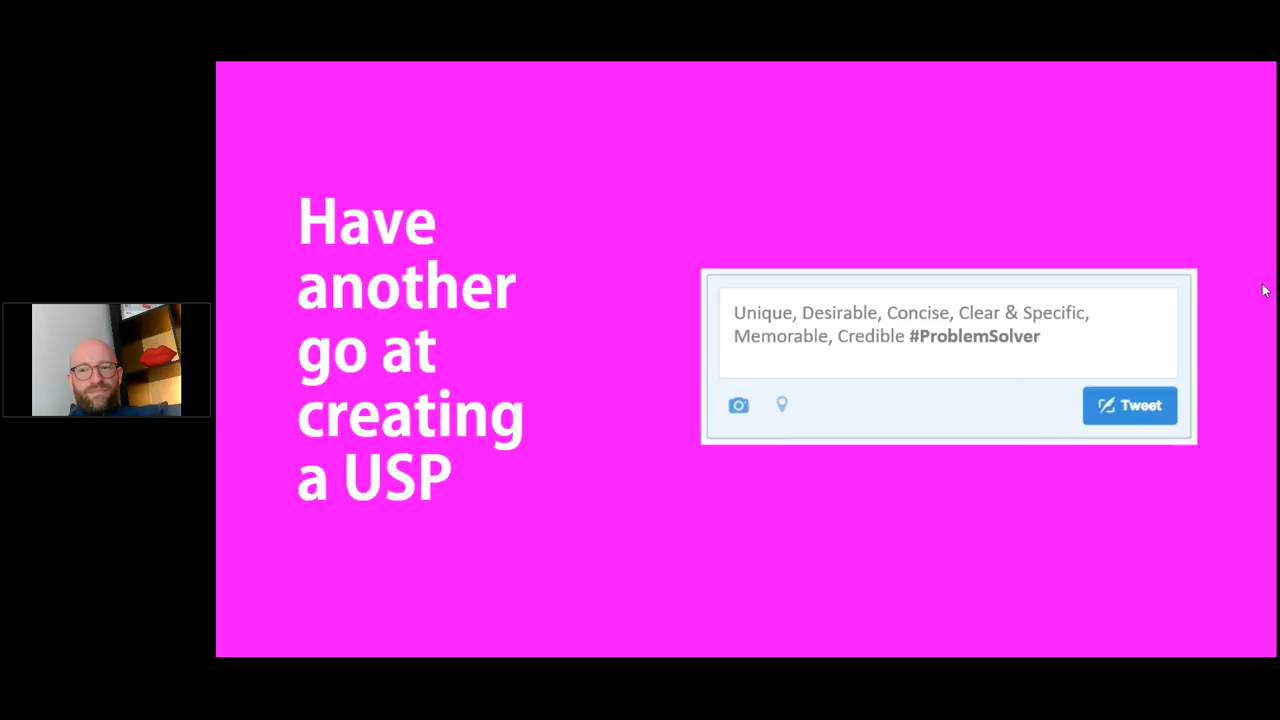 Have
another
go at
creating
a USP
Unique, Desirable, Concise, Clear & Specific,
Memorable, Credible #ProblemSolver
Tweet